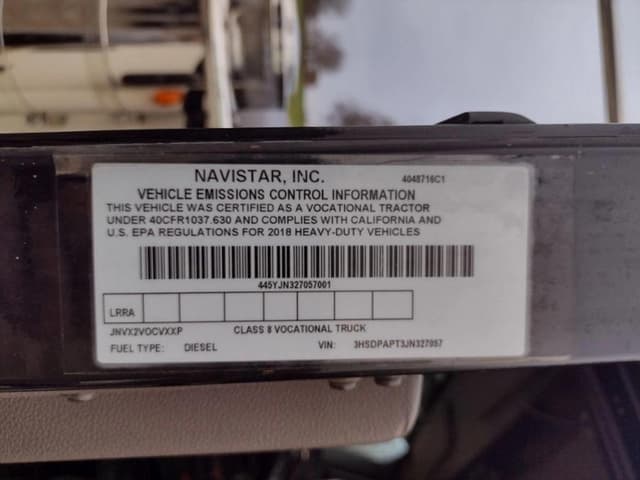 NAVISTAR, INC.
4048716C1
VEHICLE EMISSIONS CONTROL INFORMATION
THIS VEHICLE WAS CERTIFIED AS A VOCATIONAL TRACTOR
UNDER 40CFR1037.630 AND COMPLIES WITH CALIFORNIA AND
U.S. EPA REGULATIONS FOR 2018 HEAVY-DUTY VEHICLES
445YJN327057001
LRRA
JNVX2VOCVXXP CLASS 8 VOCATIONAL TRUCK
FUEL TYPE: DIESEL VIN: 3HSDPAPT3JN327057